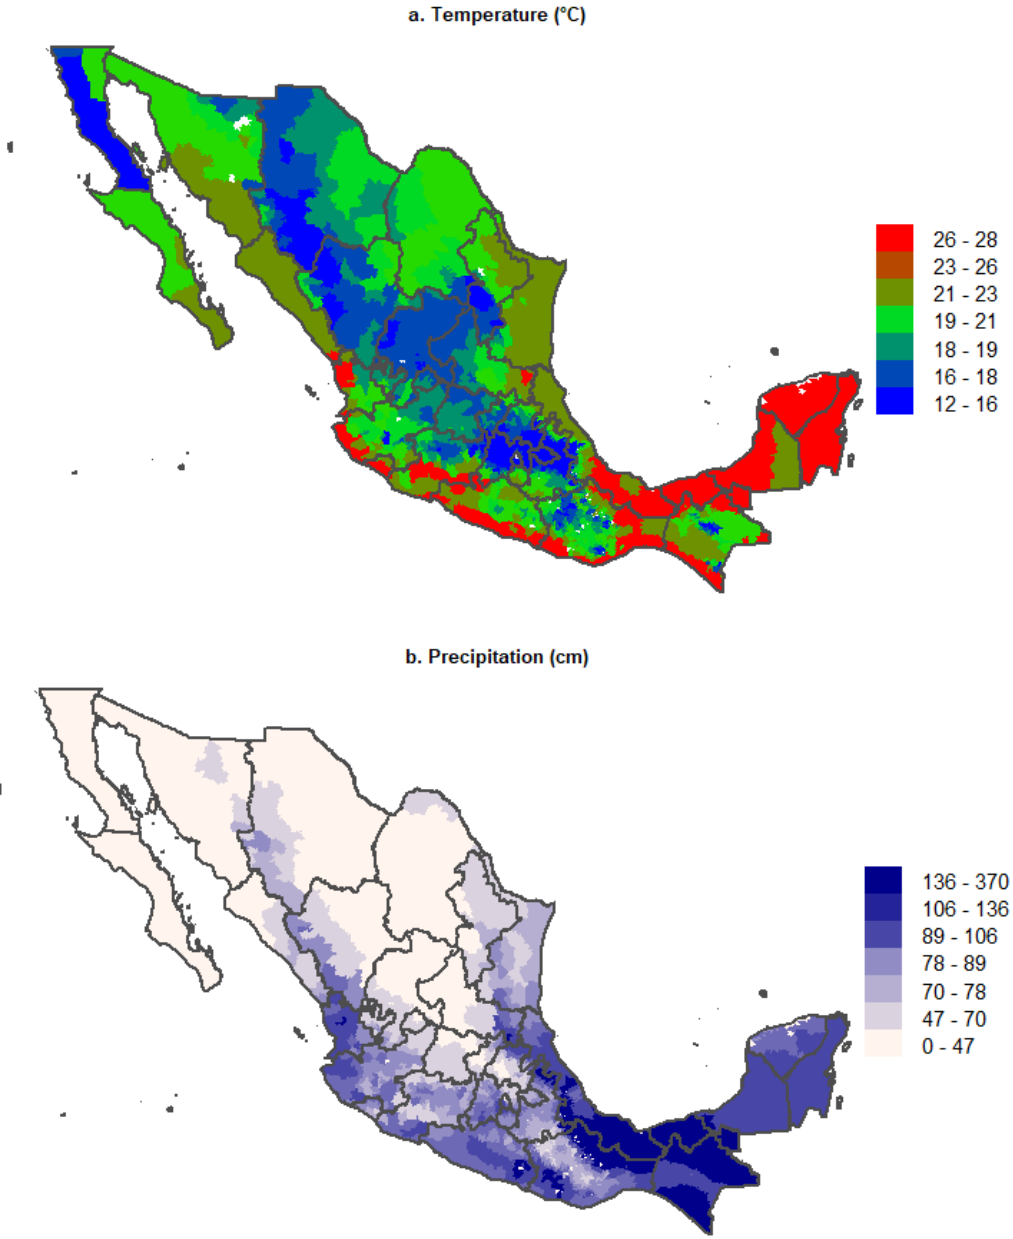 a. Temperature (°C)
26 - 28
23 - 26
21 - 23
19 - 21
18 - 19
16 - 18
12 - 16
b. Precipitation (cm)
136 - 370
106 - 136
89 - 106
78 - 89
70 - 78
47 - 70
0 - 47